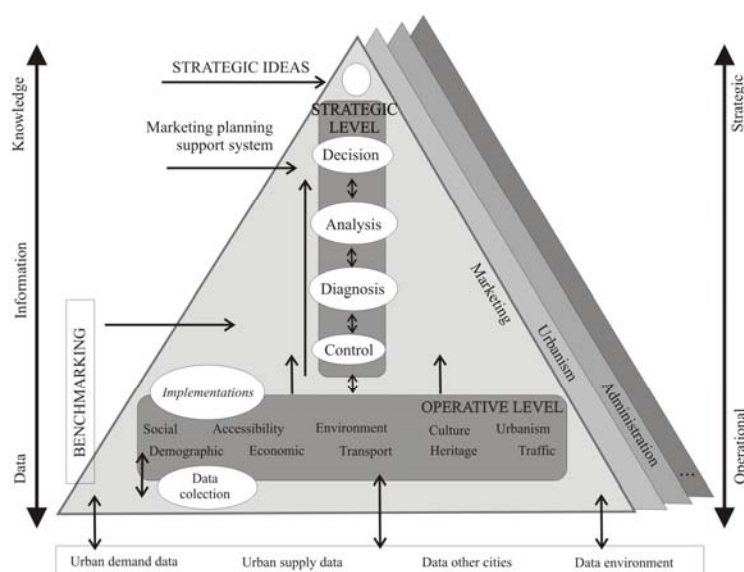 STRATEGIC IDEAS
STRATEGIC
LEVEL
Marketing planning
support system
Decision
Analysis
Diagnosis
Control
Knowledge
Information
Data
BENCHMARKING
Implementations
OPERATIVE LEVEL
Social Accessibility Environment Culture Urbanism
Demographic Economic Transport Heritage Traffic
Data
colection
Marketing
Urbanism
Administration
...
Strategic
Operational
Urban demand data Urban supply data Data other cities Data environment